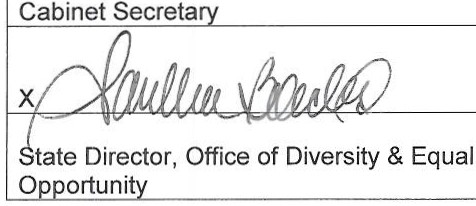 Cabinet Secretary
X
State Director, Office of Diversity & Equal
Opportunity